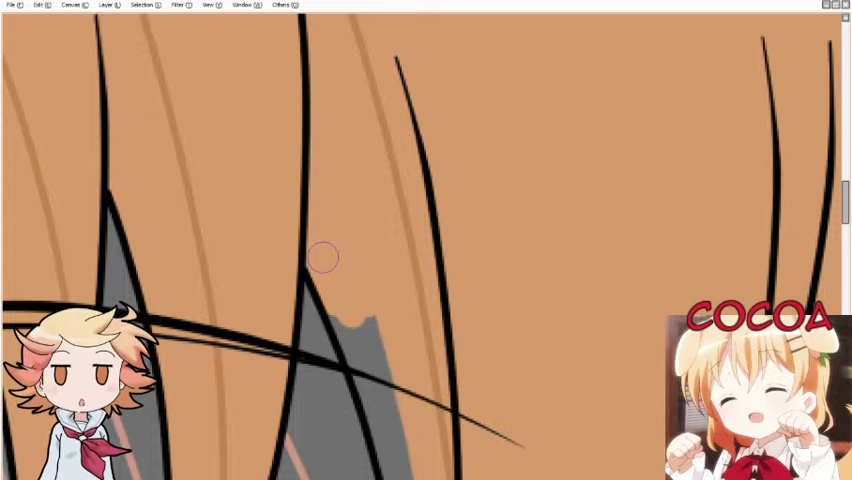 File (F) Edit (E) Canvas (C) Layer (L) Selection (S) Filter (T) View (V) Window (W) Others (O)
COCOA